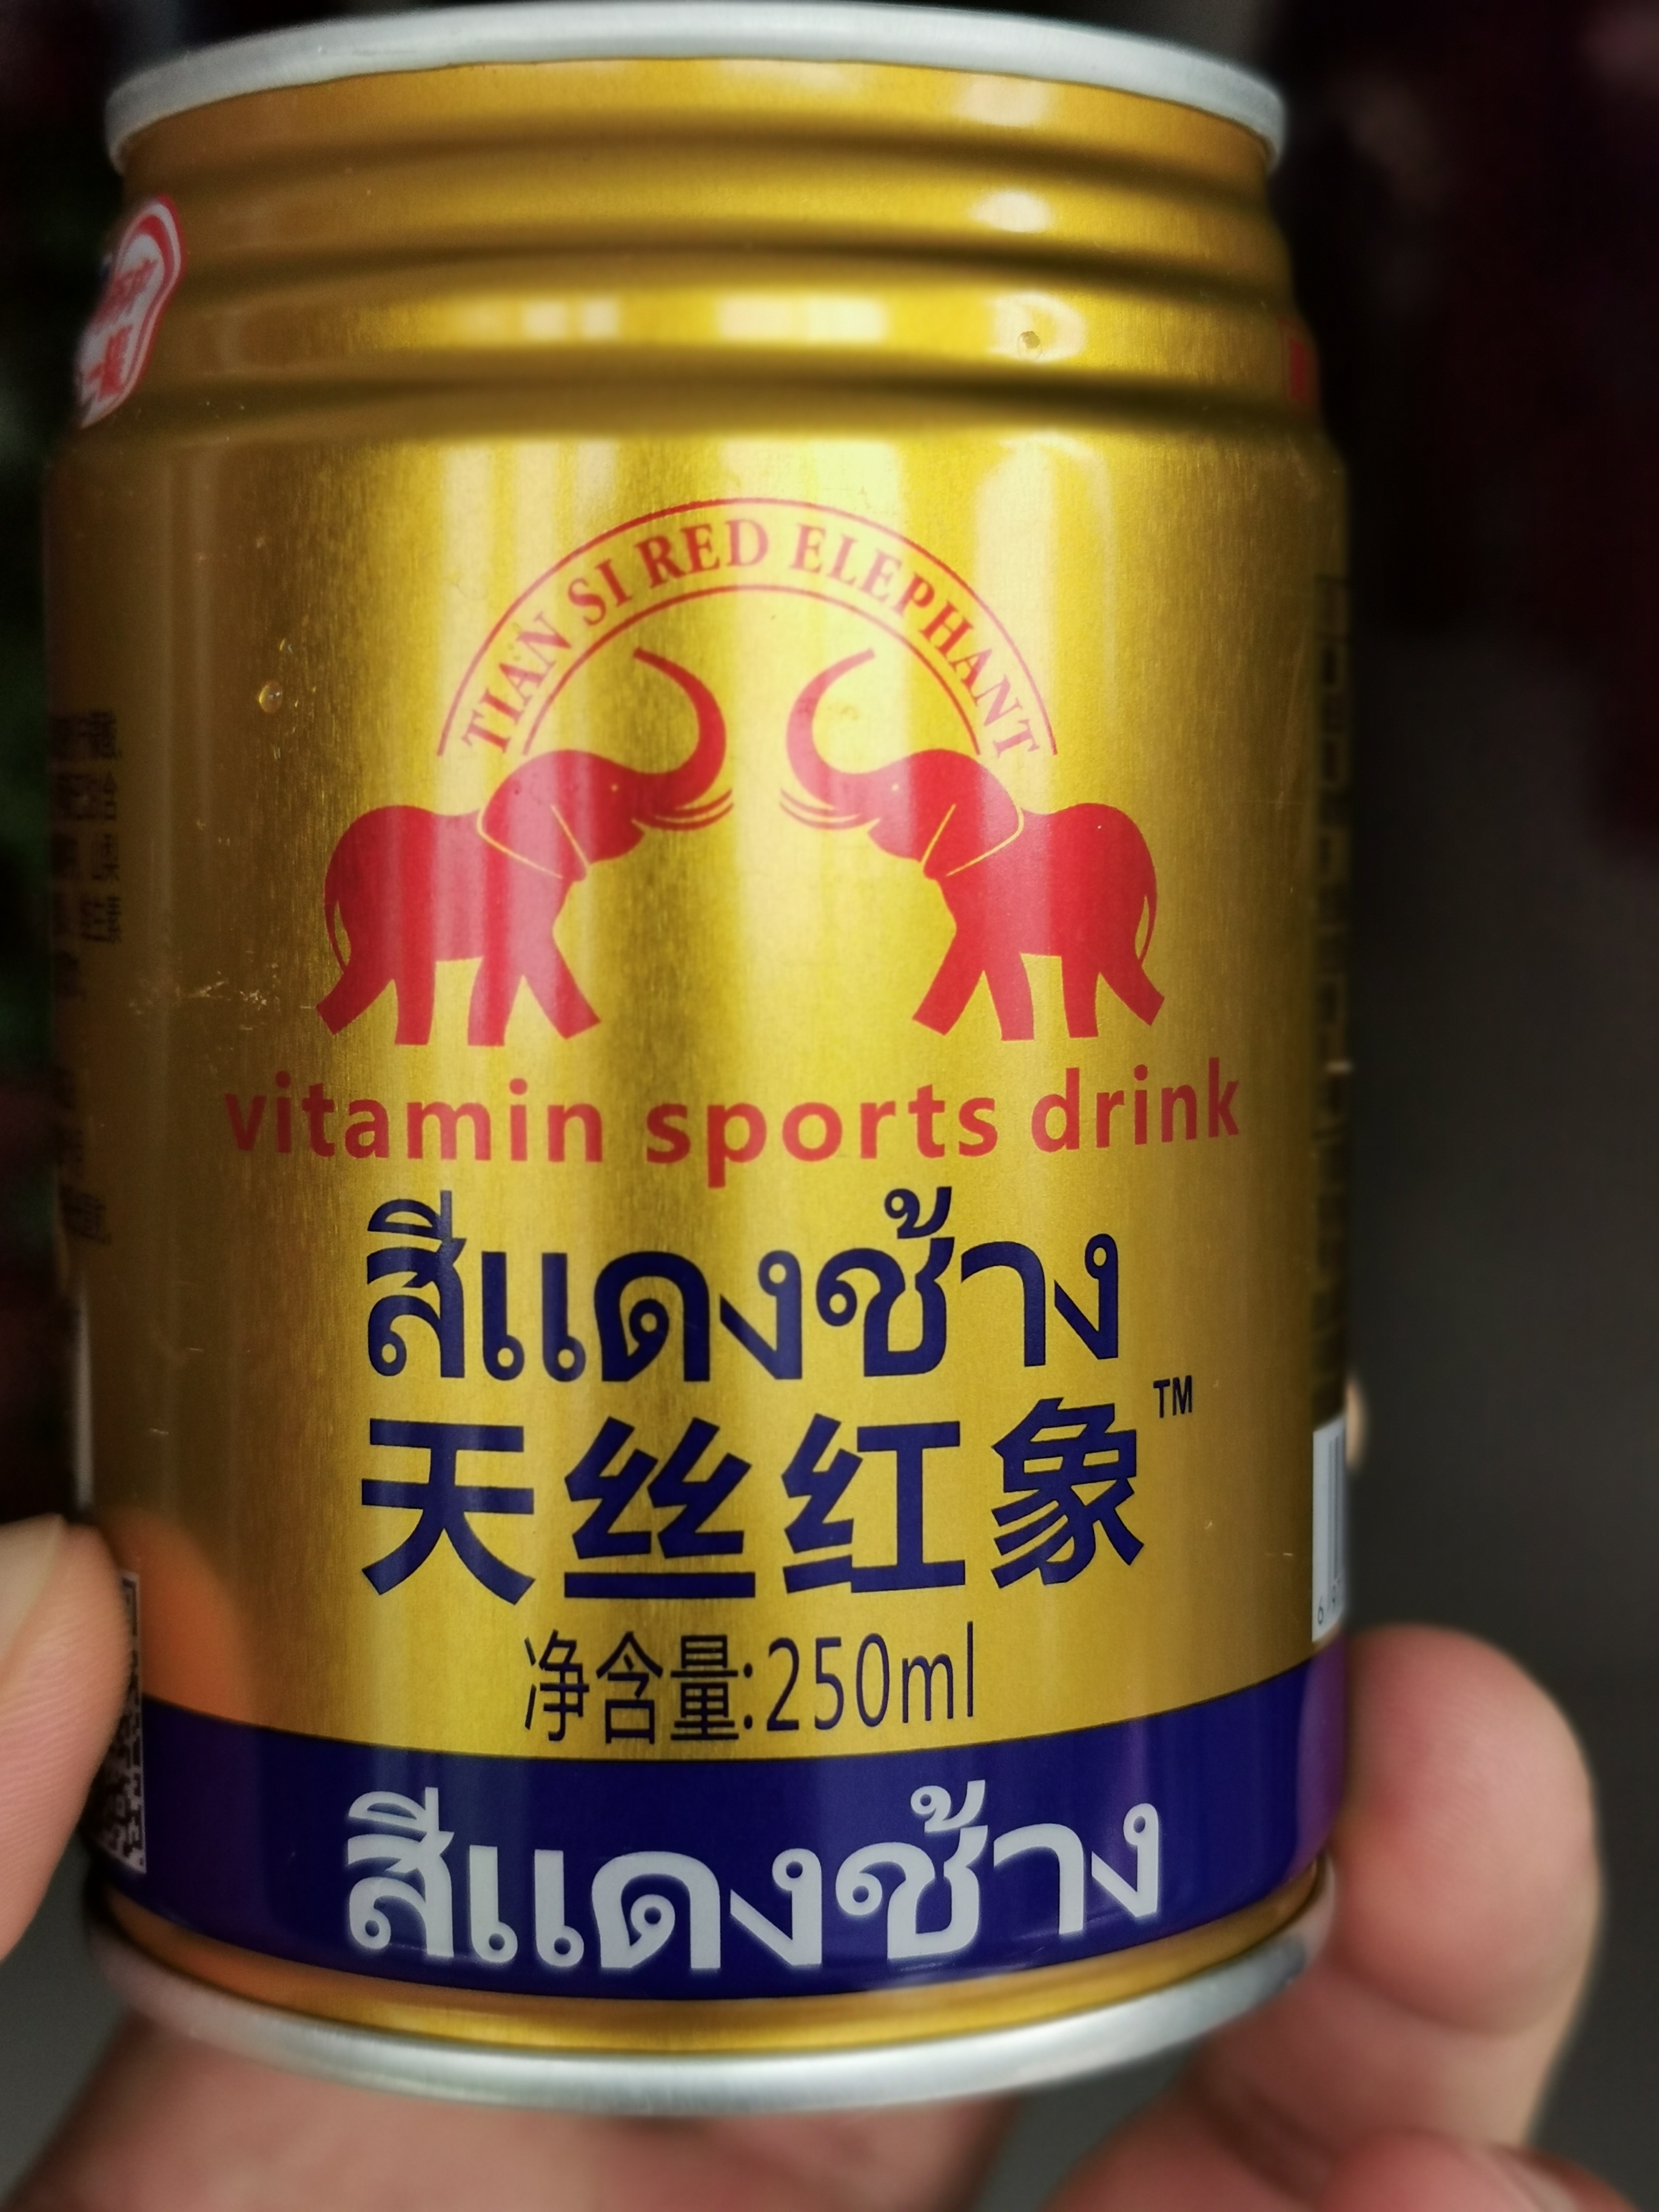 TIAN SI RED ELEPHANT
vitamin sports drink
สีแดงช้าง
天丝红象™
净含量:250ml
สีแดงช้าง